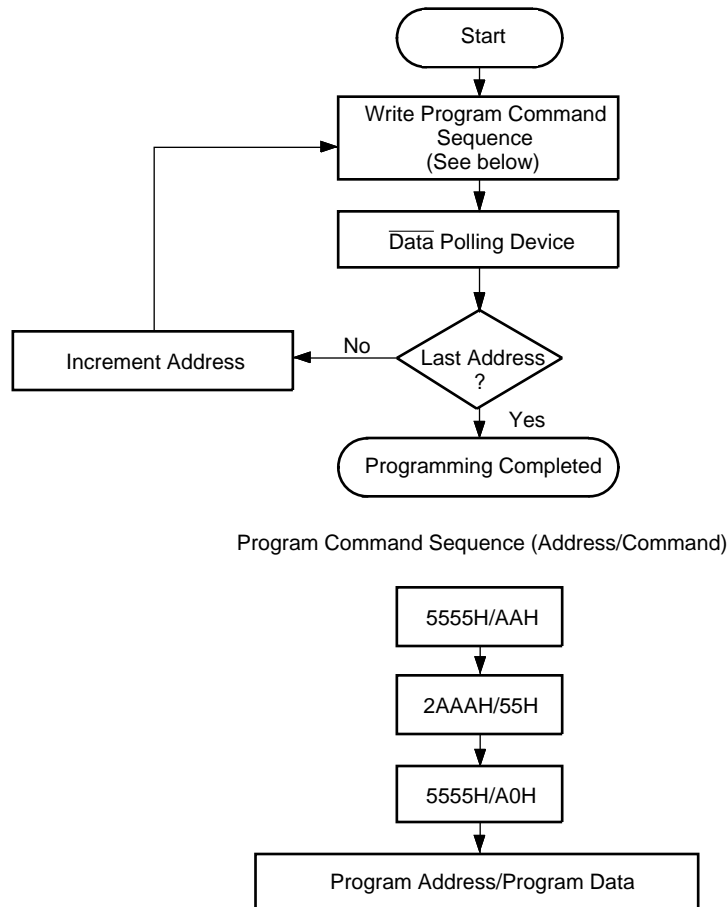 Start
Write Program Command
Sequence
(See below)
D̅a̅t̅a̅ Polling Device
No
Increment Address
Last Address
?
Yes
Programming Completed
Program Command Sequence (Address/Command)
5555H/AAH
2AAAH/55H
5555H/A0H
Program Address/Program Data